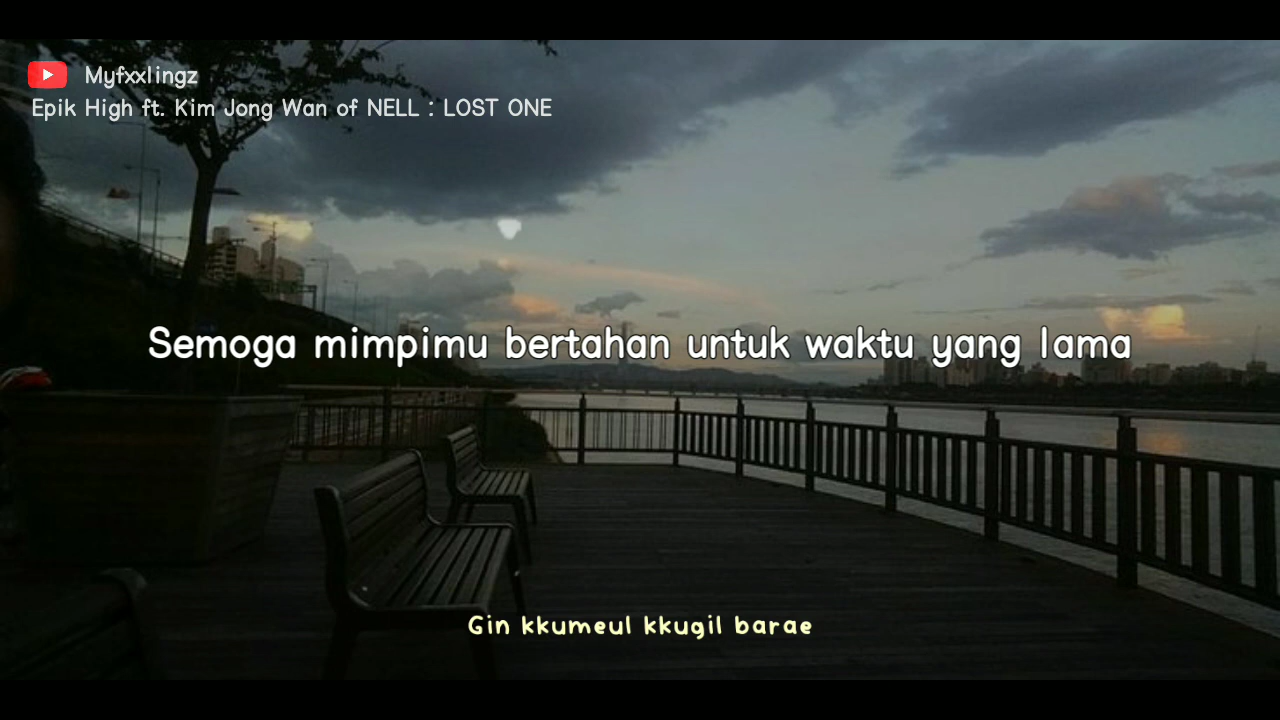 Myfxxlingz
Epik High ft. Kim Jong Wan of NELL : LOST ONE
Semoga mimpimu bertahan untuk waktu yang lama
Gin kkumeul kkugil barae